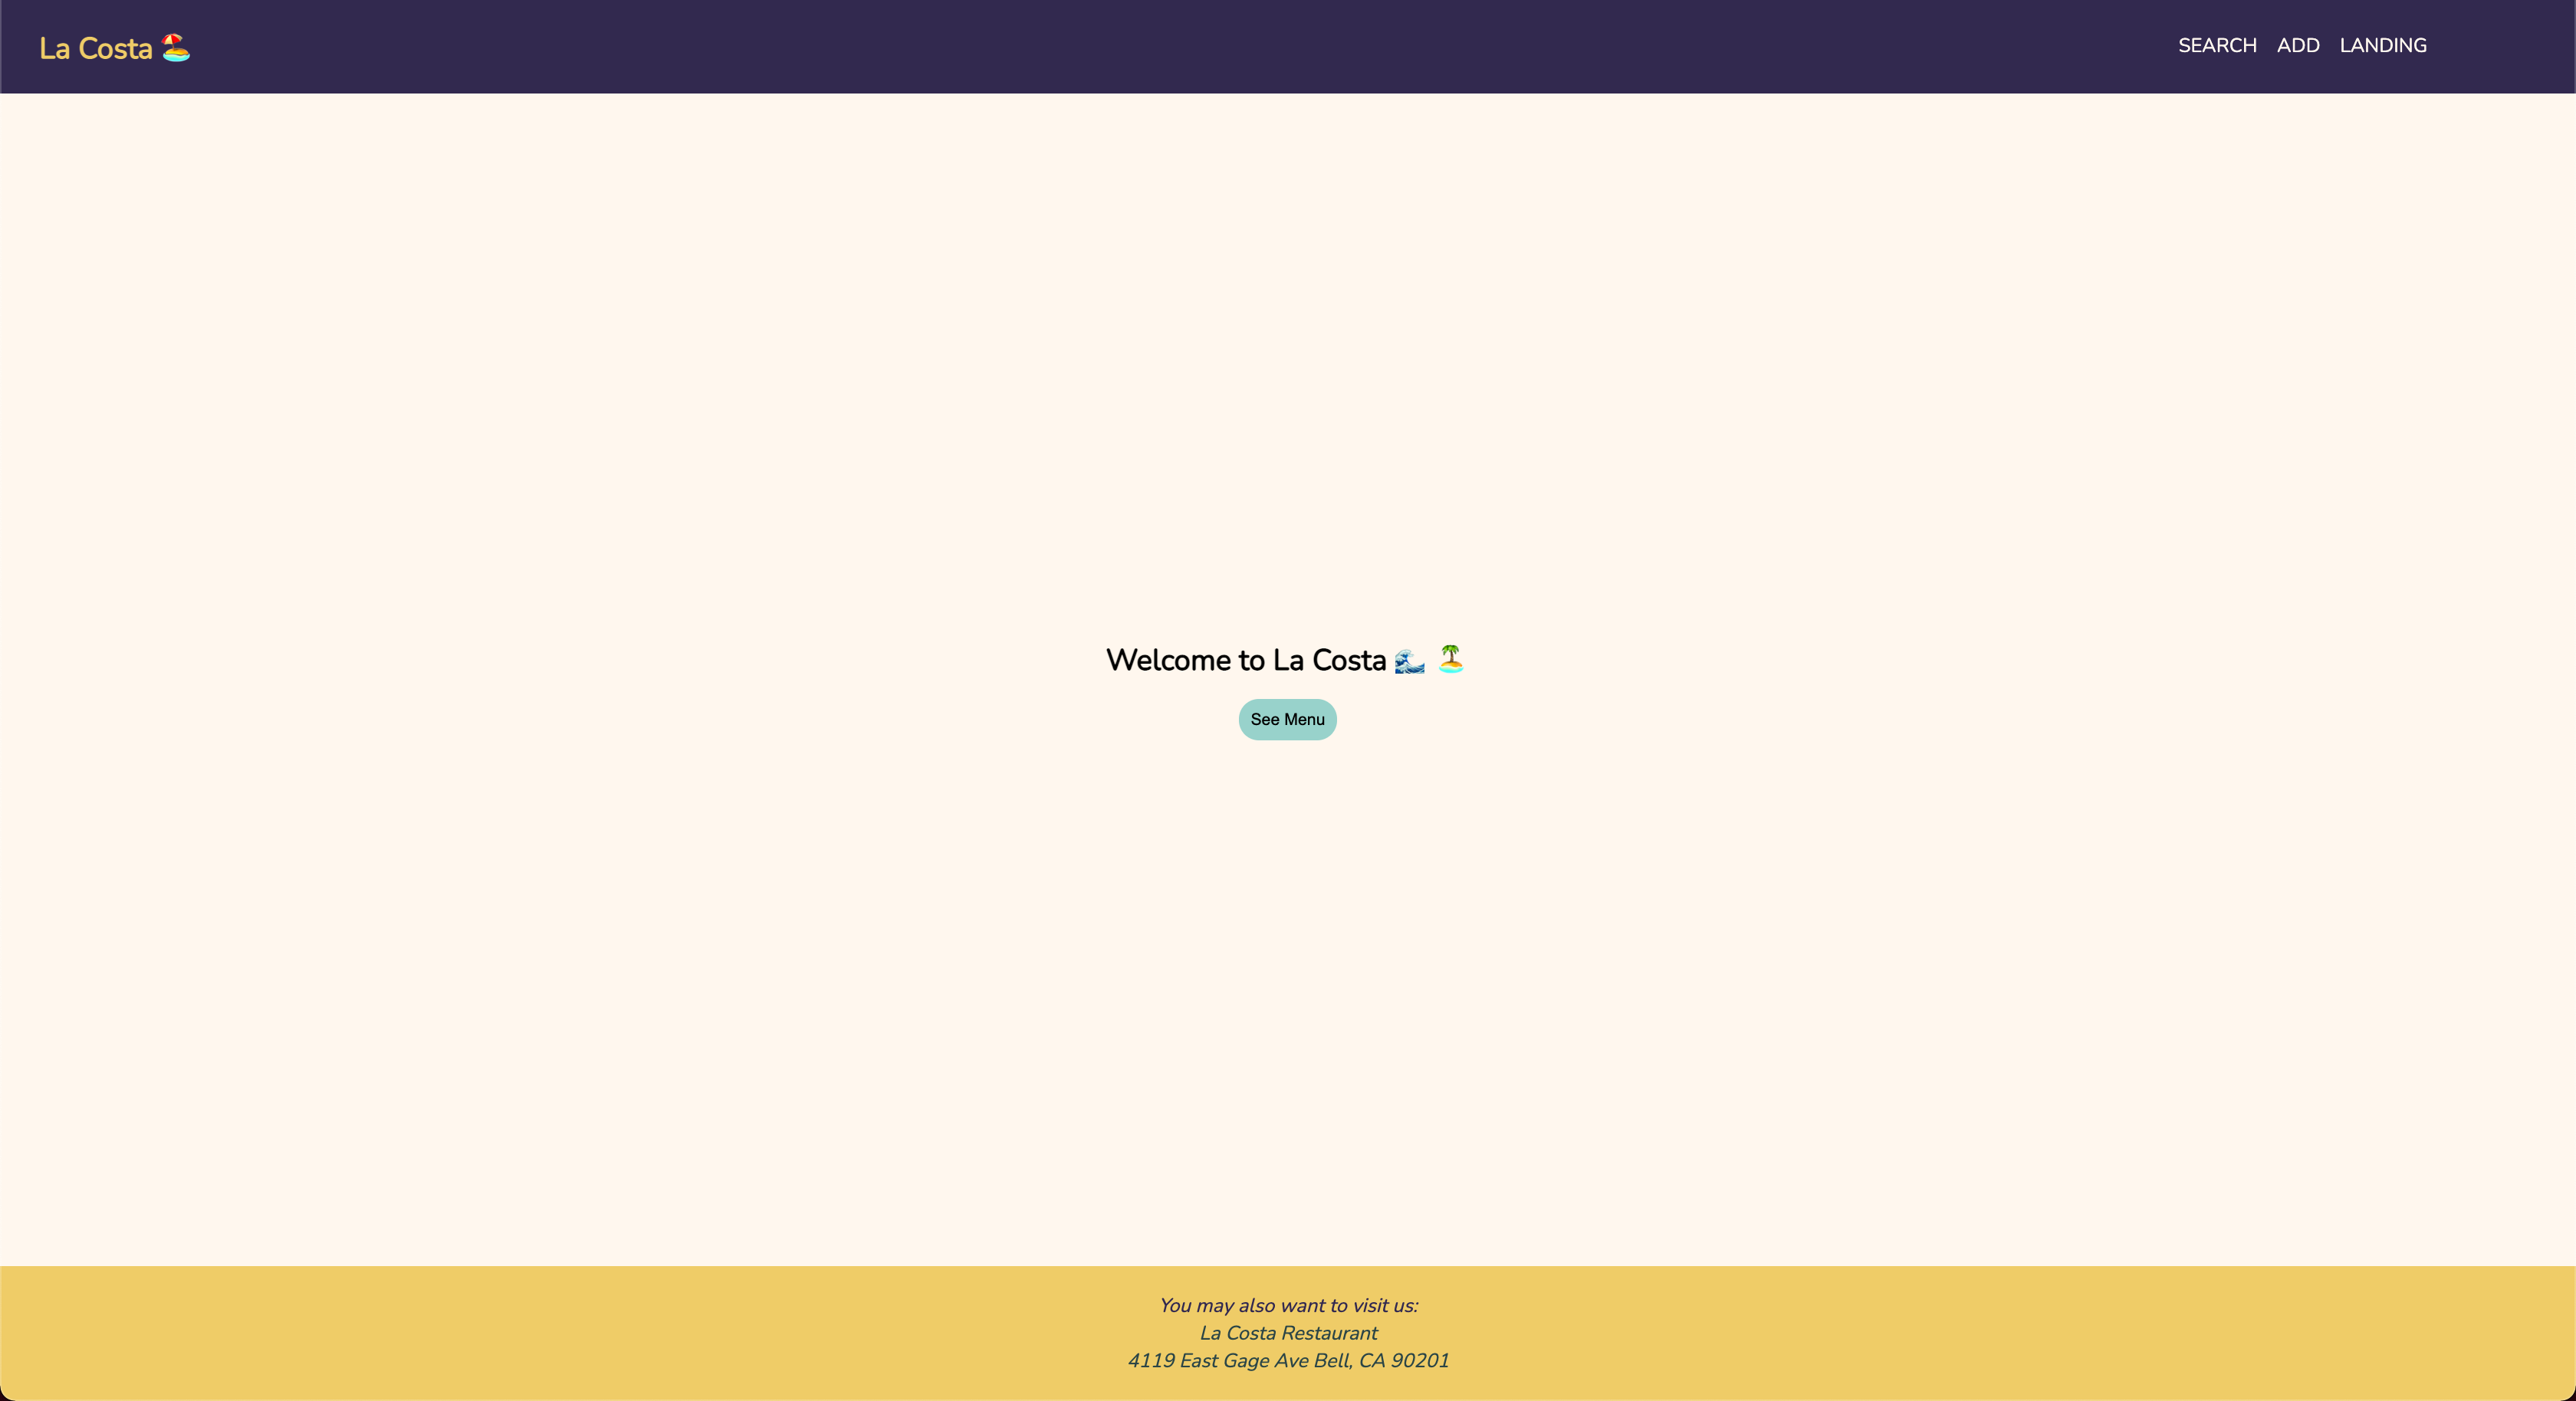 La Costa 🏖️
SEARCH ADD LANDING
Welcome to La Costa 🌊 🏝️
See Menu
You may also want to visit us:
La Costa Restaurant
4119 East Gage Ave Bell, CA 90201